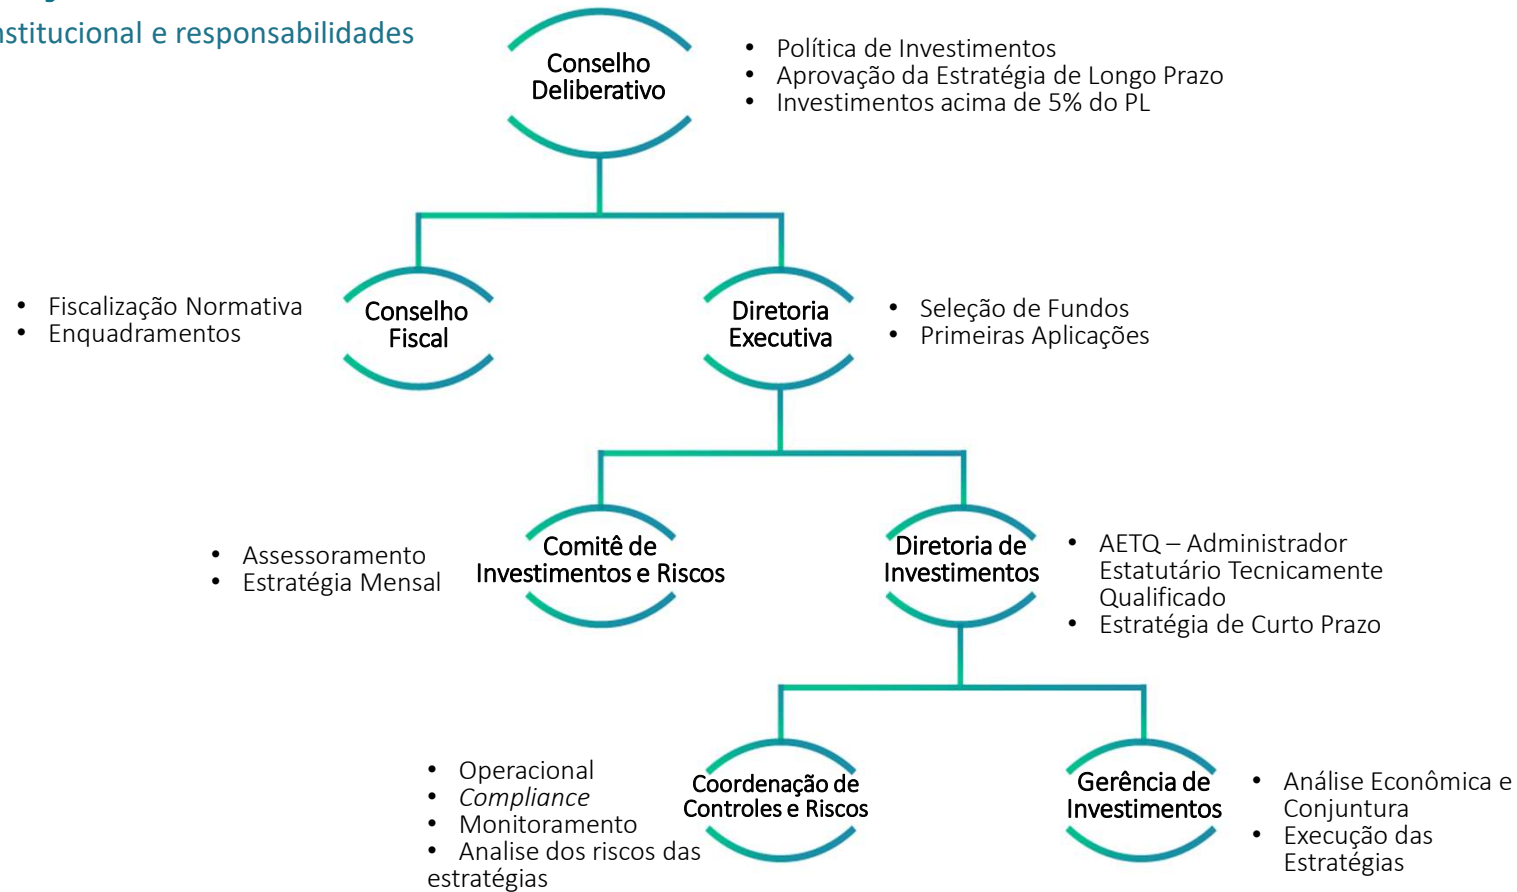 nstitucional e responsabilidades
Conselho
Deliberativo
• Política de Investimentos
• Aprovação da Estratégia de Longo Prazo
• Investimentos acima de 5% do PL
• Fiscalização Normativa
• Enquadramentos
Conselho
Fiscal
Diretoria
Executiva
• Seleção de Fundos
• Primeiras Aplicações
• Assessoramento
• Estratégia Mensal
Comitê de
Investimentos e Riscos
Diretoria de
Investimentos
• AETQ – Administrador
Estatutário Tecnicamente
Qualificado
• Estratégia de Curto Prazo
• Operacional
• Compliance
• Monitoramento
• Analise dos riscos das
estratégias
Coordenação de
Controles e Riscos
Gerência de
Investimentos
• Análise Econômica e
Conjuntura
• Execução das
Estratégias